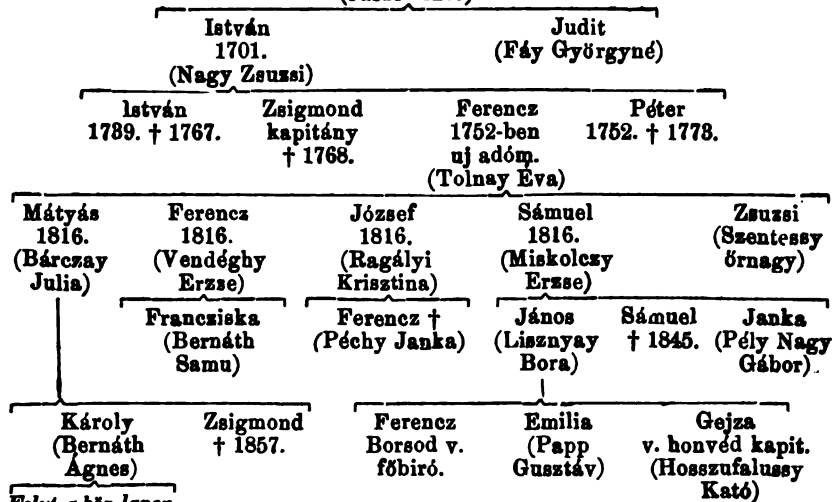 István Judit
1701. (Fáy Györgyné)
(Nagy Zsuzsi)
István Zsigmond Ferencz Péter
1739. † 1767. kapitány 1752-ben 1752. † 1773.
† 1768. uj adóm.
(Tolnay Éva)
Mátyás Ferencz József Sámuel Zsuzsi
1816. 1816. 1816. 1816. (Szentessy
(Bárczay (Vendéghy (Ragályi (Miskolczy őrnagy)
Julia) Erzse) Krisztina) Erzse)
Francziska Ferencz † János Sámuel Janka
(Bernáth (Péchy Janka) (Lisznyay † 1845. (Pély Nagy
Samu) Bora) Gábor)
Károly Zsigmond Ferencz Emilia Gejza
(Bernáth † 1857. Borsod v. (Papp v. honvéd kapit.
Ágnes) főbiró. Gusztáv) (Hosszufalussy
Kató)